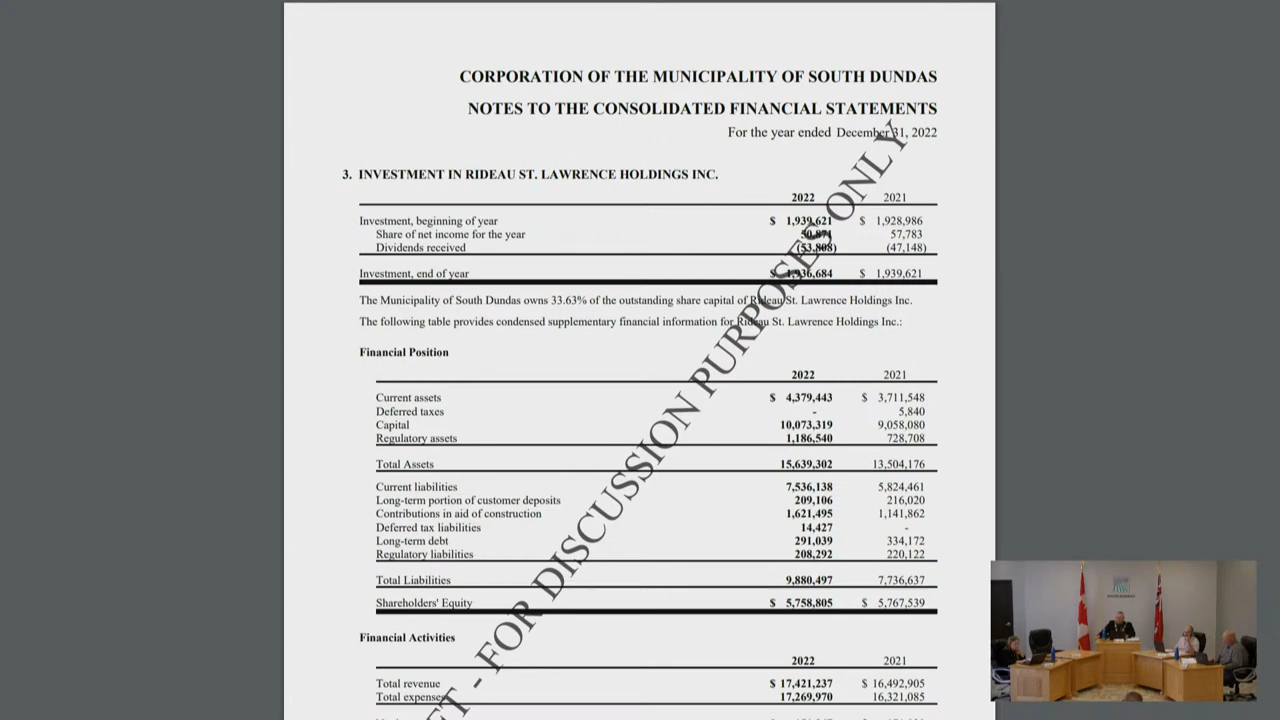 CORPORATION OF THE MUNICIPALITY OF SOUTH DUNDAS
NOTES TO THE CONSOLIDATED FINANCIAL STATEMENTS
For the year ended December 31, 2022
3. INVESTMENT IN RIDEAU ST. LAWRENCE HOLDINGS INC.
2022 2021
Investment, beginning of year $ 1,939,621 $ 1,928,986
Share of net income for the year 50,871 57,783
Dividends received (53,808) (47,148)
Investment, end of year $ 1,936,684 $ 1,939,621
The Municipality of South Dundas owns 33.63% of the outstanding share capital of Rideau St. Lawrence Holdings Inc.
The following table provides condensed supplementary financial information for Rideau St. Lawrence Holdings Inc.:
Financial Position
2022 2021
Current assets $ 4,379,443 $ 3,711,548
Deferred taxes - 5,840
Capital 10,073,319 9,058,080
Regulatory assets 1,186,540 728,708
Total Assets 15,639,302 13,504,176
Current liabilities 7,536,138 5,824,461
Long-term portion of customer deposits 209,106 216,020
Contributions in aid of construction 1,621,495 1,141,862
Deferred tax liabilities 14,427 -
Long-term debt 291,039 334,172
Regulatory liabilities 208,292 220,122
Total Liabilities 9,880,497 7,736,637
Shareholders' Equity $ 5,758,805 $ 5,767,539
Financial Activities
2022 2021
Total revenue $ 17,421,237 $ 16,492,905
Total expenses 17,269,970 16,321,085
- FOR DISCUSSION PURPOSES ONLY